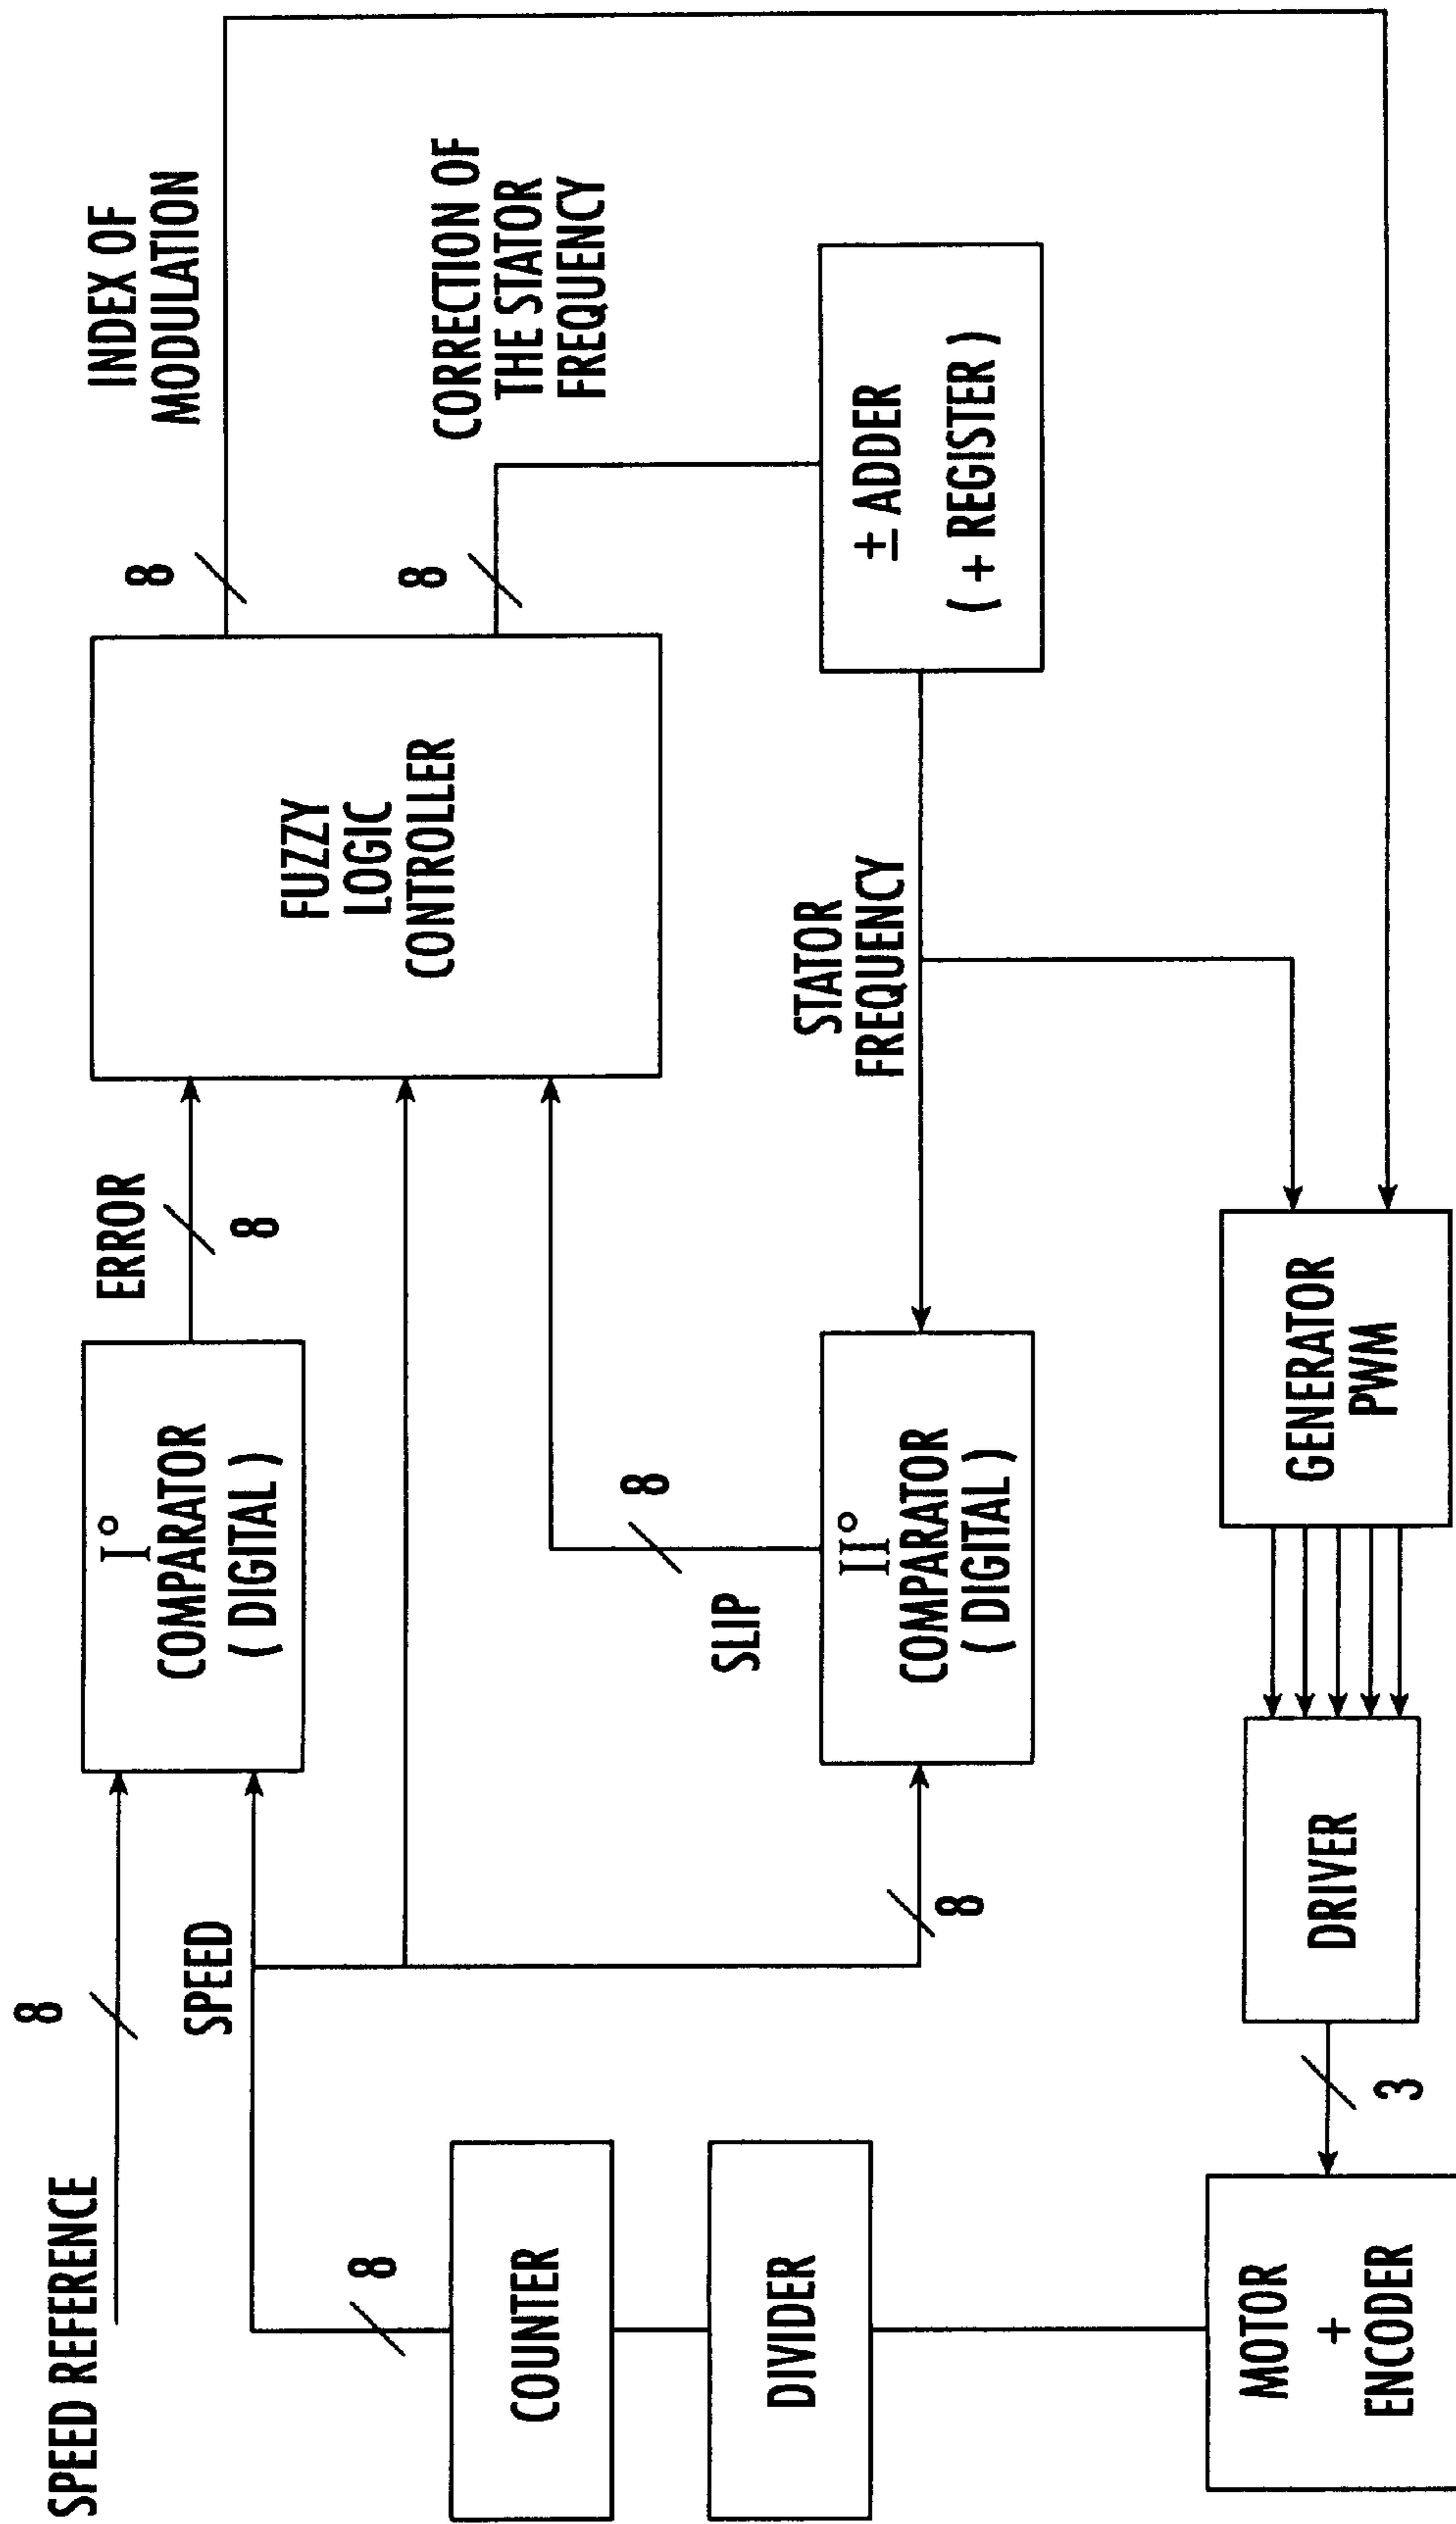 SPEED REFERENCE
8
SPEED
8
I°
COMPARATOR
( DIGITAL )
ERROR
8
FUZZY
LOGIC
CONTROLLER
8
INDEX OF
MODULATION
8
CORRECTION OF
THE STATOR
FREQUENCY
COUNTER
DIVIDER
SLIP
8
8
II°
COMPARATOR
( DIGITAL )
STATOR
FREQUENCY
± ADDER
( + REGISTER )
MOTOR
+
ENCODER
3
DRIVER
GENERATOR
PWM